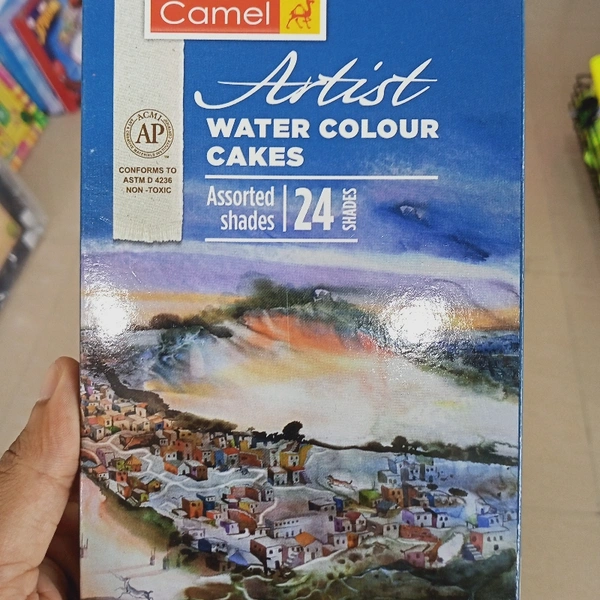 Camel
Artist
WATER COLOUR
CAKES
ACMI
AP
CONFORMS TO
ASTM D 4236
NON -TOXIC
Assorted
shades
24
SHADES